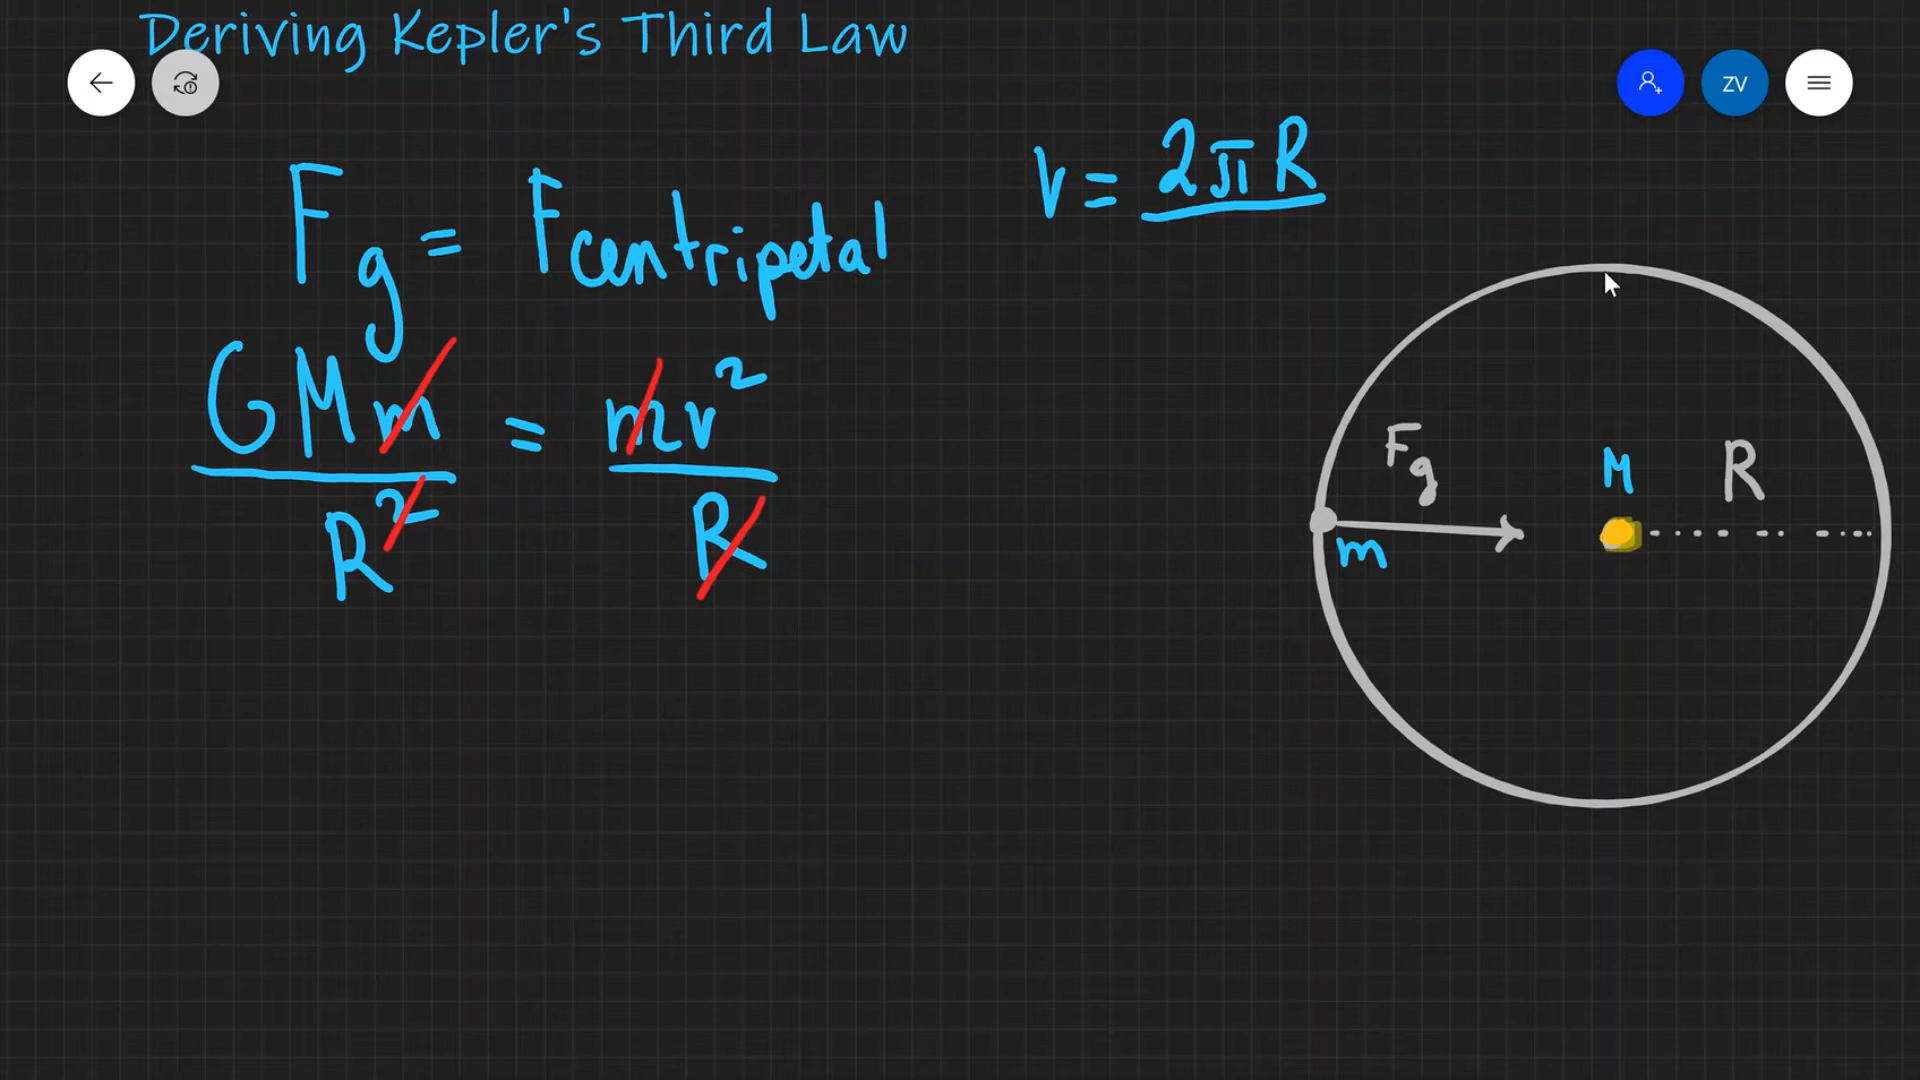 Deriving Kepler's Third Law
ZV
V = 2πR
Fg = Fcentripetal
GMm = mv²
R² R
Fg
M
R
m